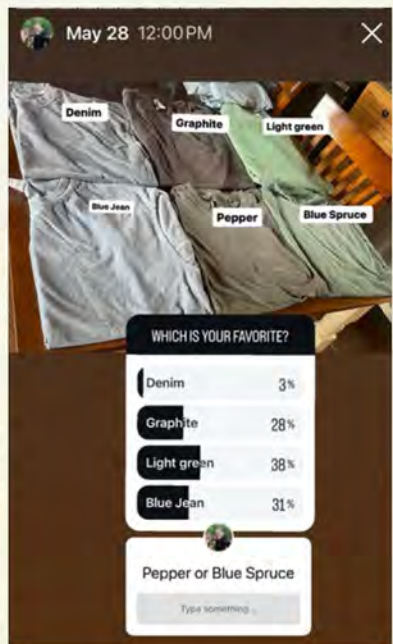 May 28 12:00 PM
Denim
Graphite
Light green
Blue Jean
Pepper
Blue Spruce
WHICH IS YOUR FAVORITE?
Denim 3%
Graphite 28%
Light green 38%
Blue Jean 31%
Pepper or Blue Spruce
Type something...